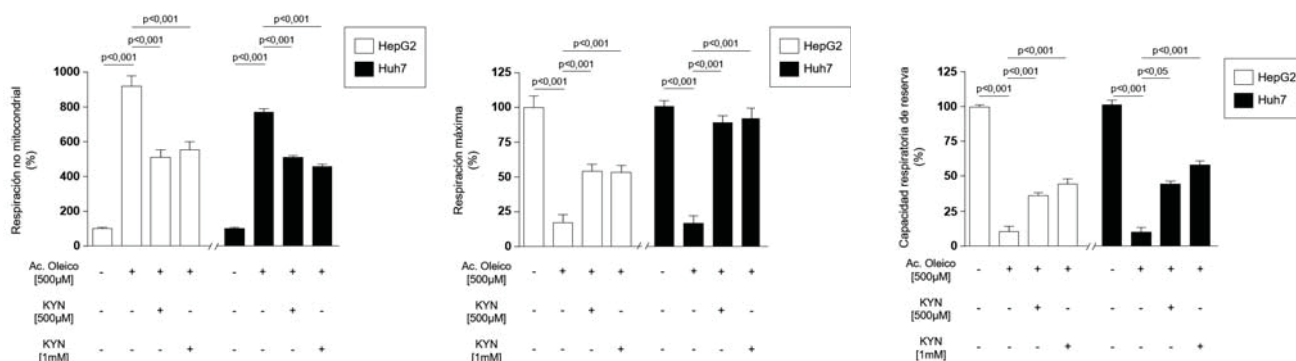 p<0,001
p<0,001
p<0,001
p<0,001
p<0,001
p<0,001
HepG2
Huh7
Respiración no mitocondrial
(%)
1000
800
600
400
200
0
Ac. Oleico
[500μM]
- + + + - + + +
KYN
[500μM]
- - + - - - + -
KYN
[1mM]
- - - + - - - +
p<0,001
p<0,001
p<0,001
p<0,001
p<0,001
p<0,001
HepG2
Huh7
Respiración máxima
(%)
125
100
75
50
25
0
Ac. Oleico
[500μM]
- + + + - + + +
KYN
[500μM]
- - + - - - + -
KYN
[1mM]
- - - + - - - +
p<0,001
p<0,001
p<0,001
p<0,001
p<0,05
p<0,001
HepG2
Huh7
Capacidad respiratoria de reserva
(%)
125
100
75
50
25
0
Ac. Oleico
[500μM]
- + + + - + + +
KYN
[500μM]
- - + - - - + -
KYN
[1mM]
- - - + - - - +